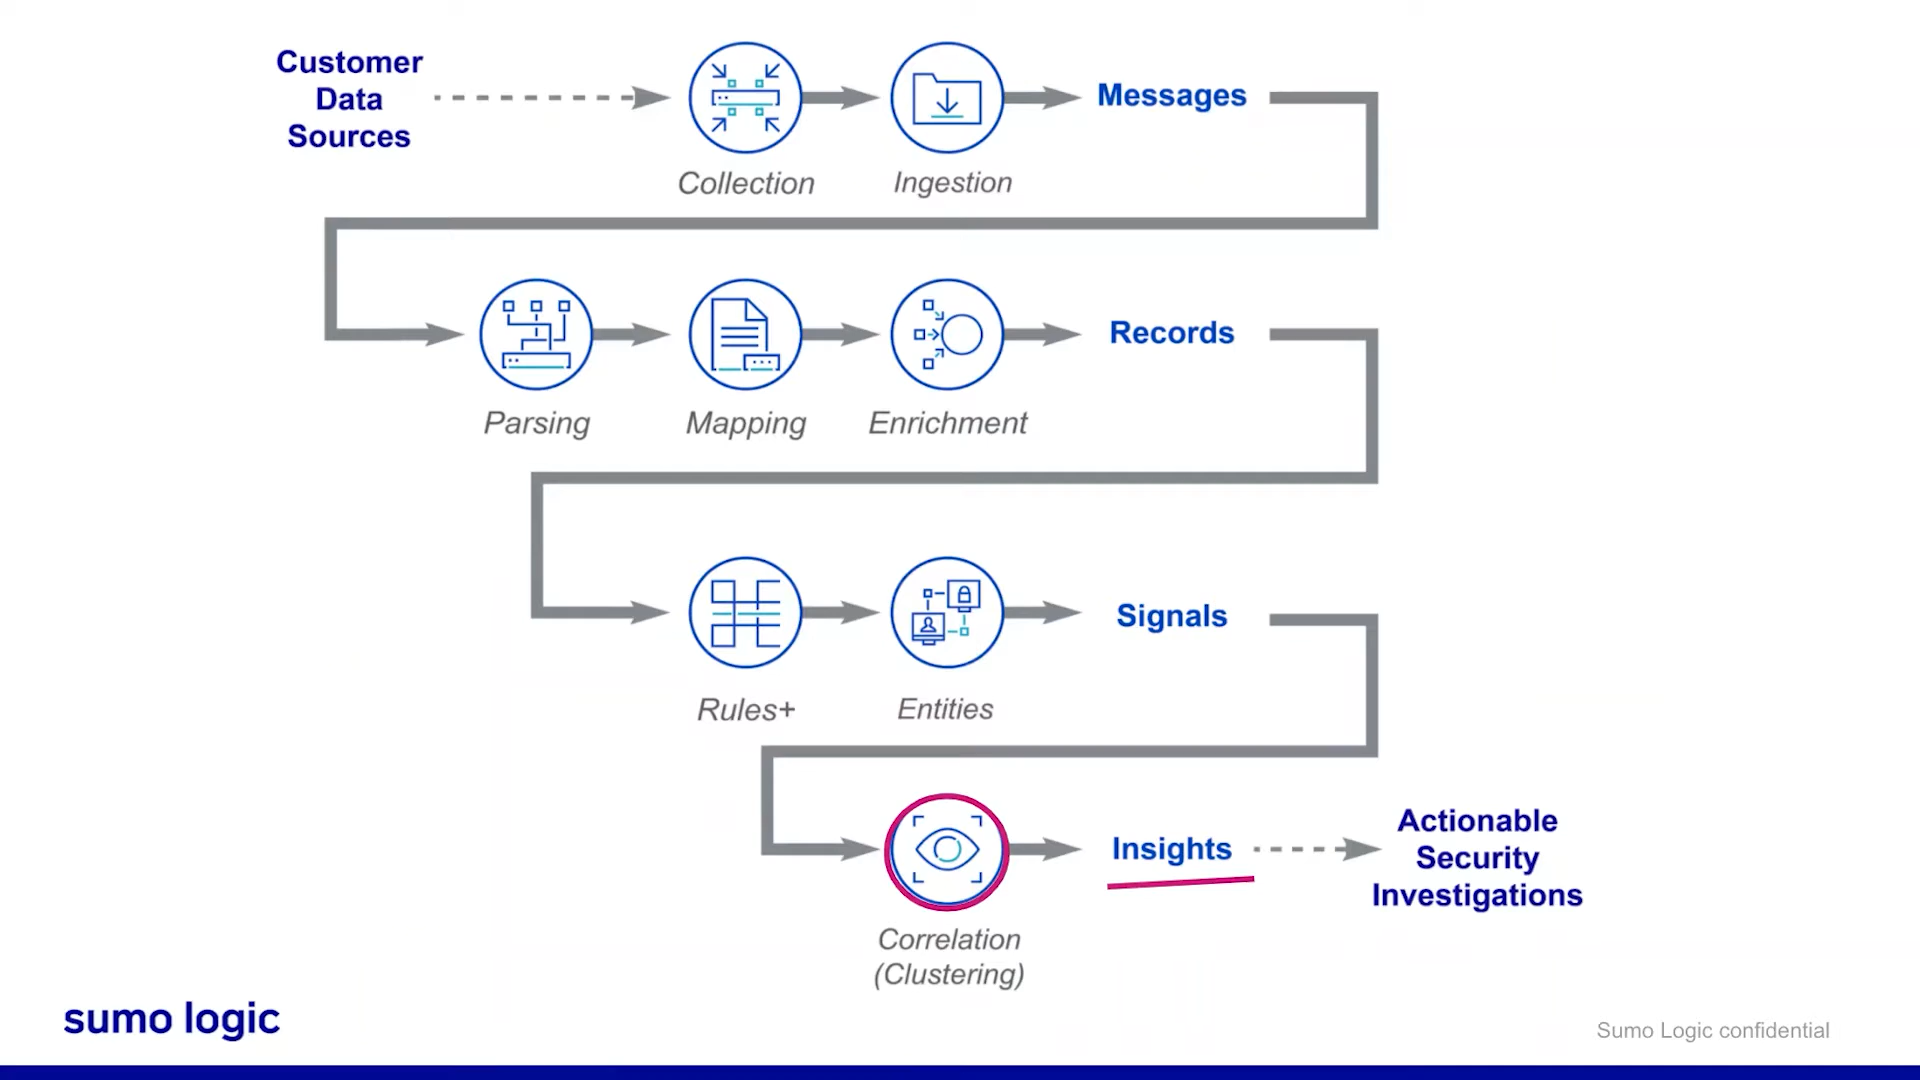 Customer
Data
Sources
Messages
Collection
Ingestion
Records
Parsing
Mapping
Enrichment
Signals
Rules+
Entities
Insights
Actionable
Security
Investigations
Correlation
(Clustering)
sumo logic
Sumo Logic confidential